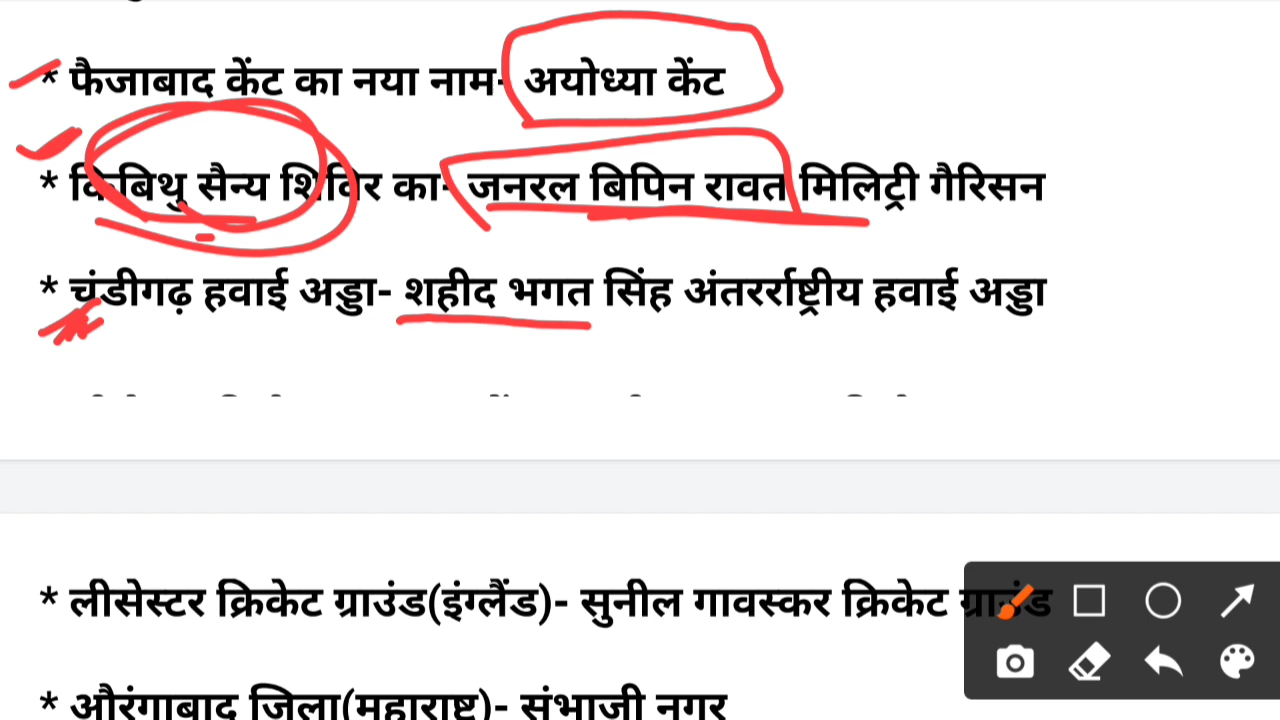 * फैजाबाद केंट का नया नाम- अयोध्या केंट
* किबिथु सैन्य शिविर का- जनरल बिपिन रावत मिलिट्री गैरिसन
* चंडीगढ़ हवाई अड्डा- शहीद भगत सिंह अंतरर्राष्ट्रीय हवाई अड्डा
* लीसेस्टर क्रिकेट ग्राउंड(इंग्लैंड)- सुनील गावस्कर क्रिकेट ग्राउंड
* औरंगाबाद जिला(महाराष्ट्र)- संभाजी नगर